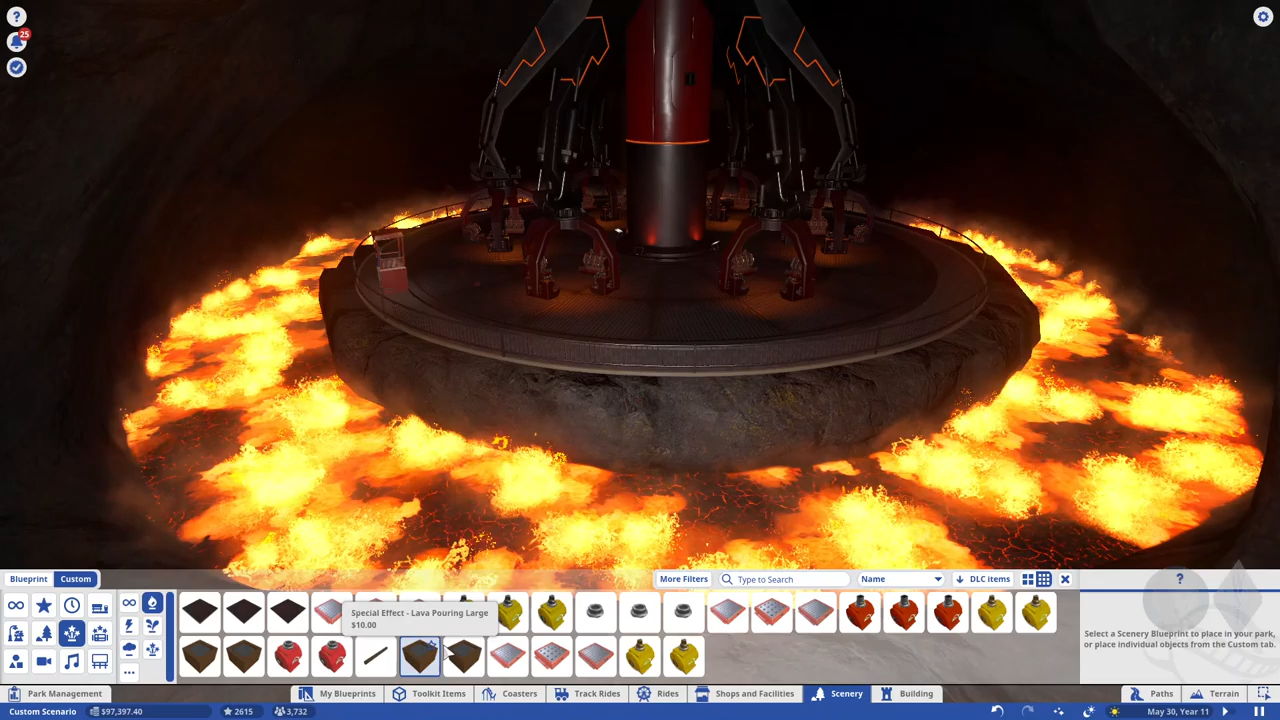 ?
25
Blueprint
Custom
More Filters
Type to Search
Name
DLC items
?
Special Effect - Lava Pouring Large
$10.00
Select a Scenery Blueprint to place in your park,
or place individual objects from the Custom tab.
Park Management
My Blueprints
Toolkit Items
Coasters
Track Rides
Rides
Shops and Facilities
Scenery
Building
Paths
Terrain
Custom Scenario
$97,397.40
2615
3,732
May 30, Year 11